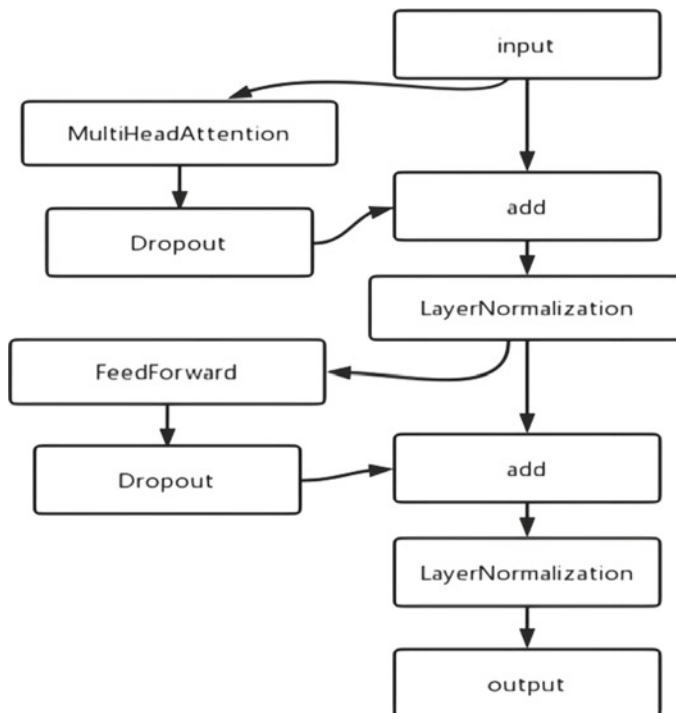 input
MultiHeadAttention
add
Dropout
LayerNormalization
FeedForward
add
Dropout
LayerNormalization
output